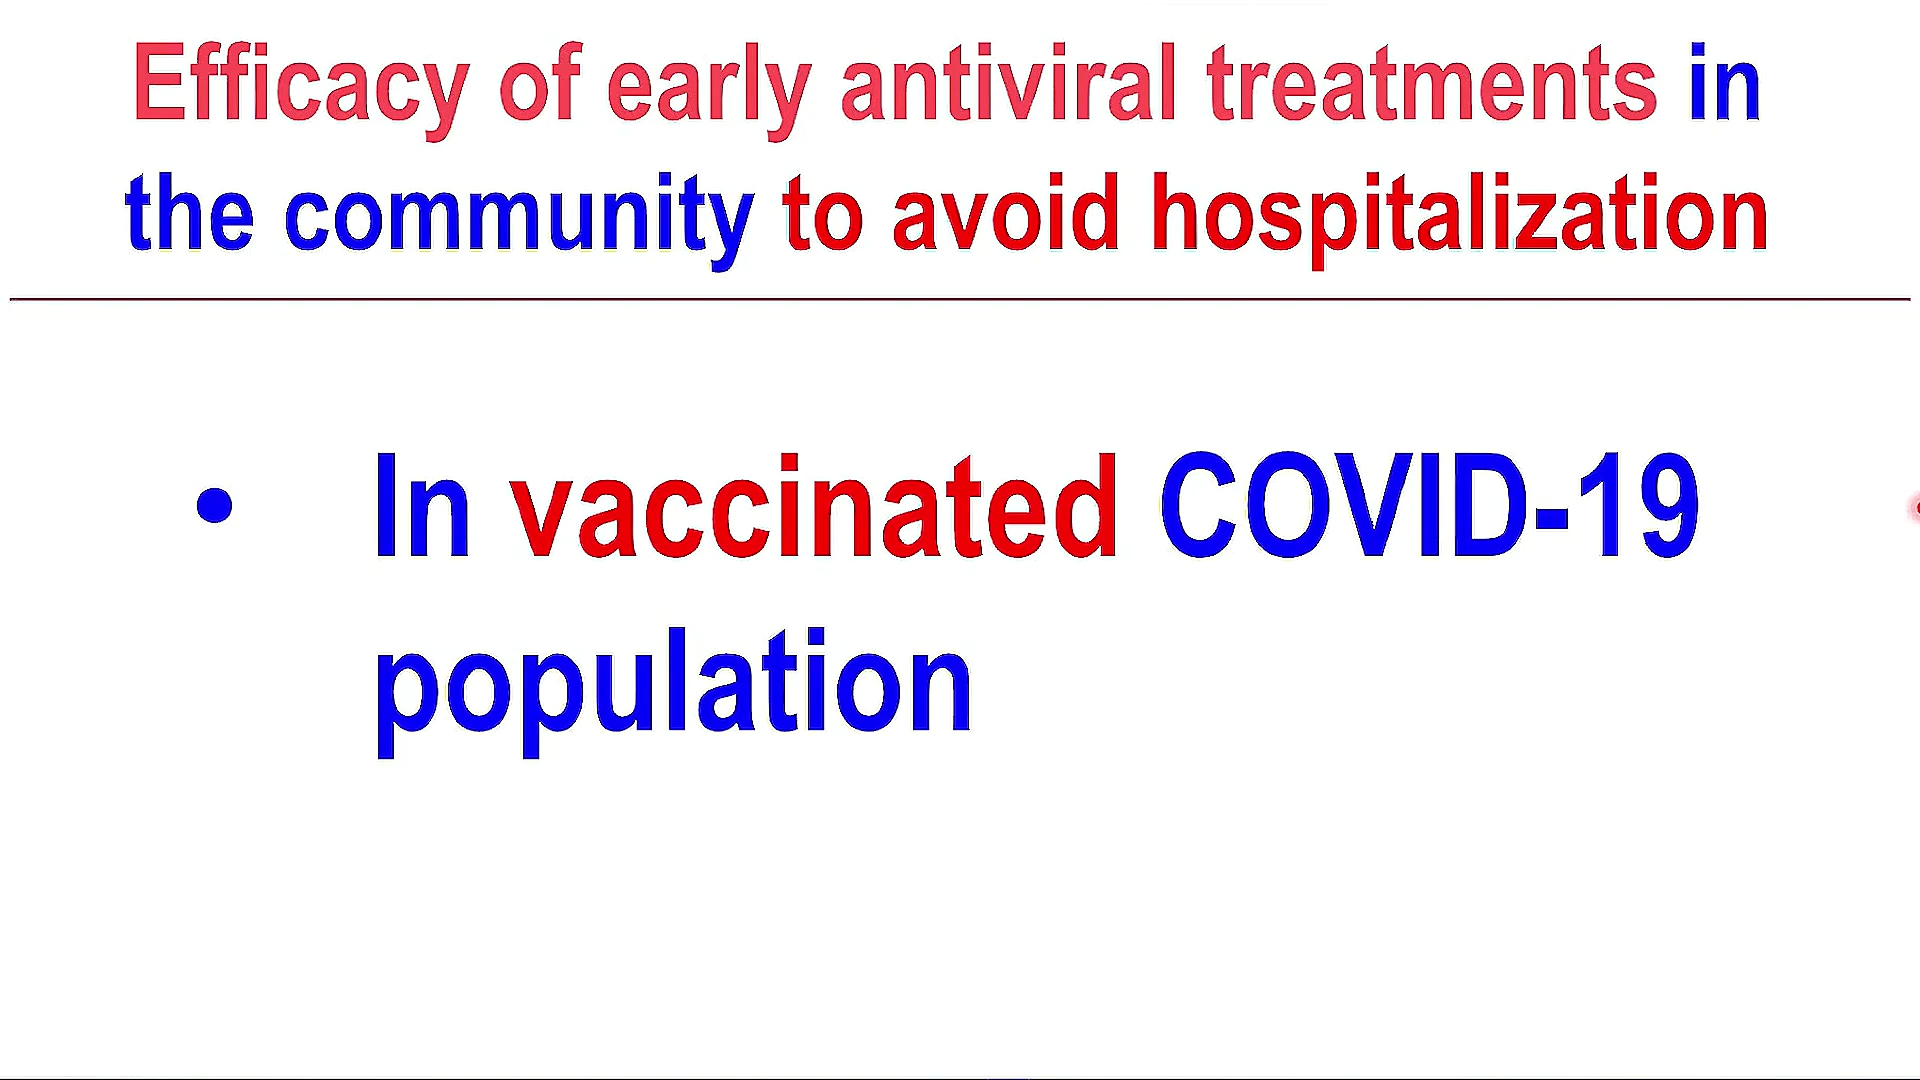 Efficacy of early antiviral treatments in
the community to avoid hospitalization
• In vaccinated COVID-19
population